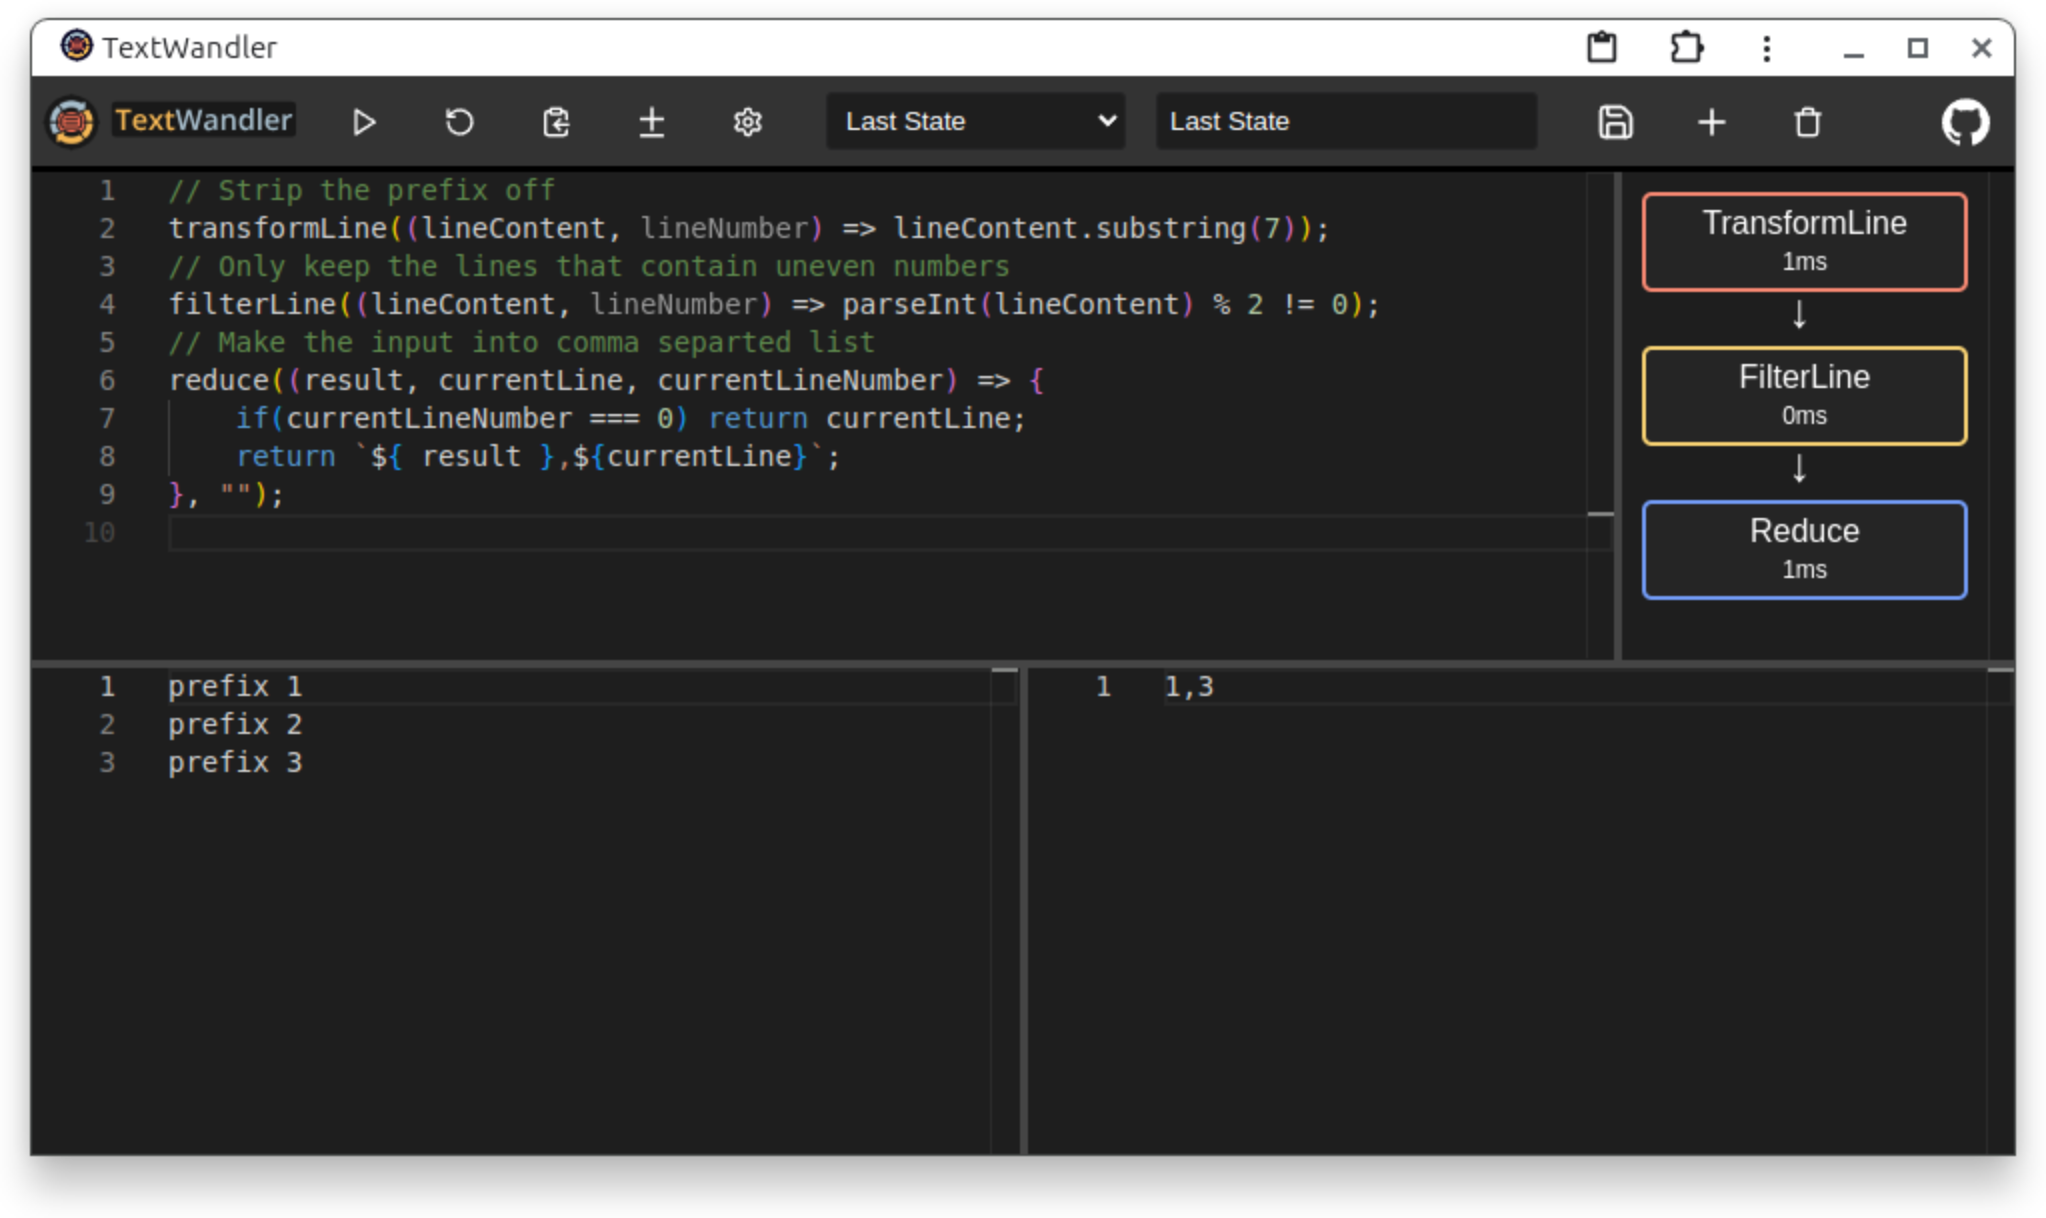 TextWandler
TextWandler
Last State
Last State
1 // Strip the prefix off
2 transformLine((lineContent, lineNumber) => lineContent.substring(7));
3 // Only keep the lines that contain uneven numbers
4 filterLine((lineContent, lineNumber) => parseInt(lineContent) % 2 != 0);
5 // Make the input into comma separted list
6 reduce((result, currentLine, currentLineNumber) => {
7     if(currentLineNumber === 0) return currentLine;
8     return `${ result },${currentLine}`;
9 }, "");
10
TransformLine
1ms
↓
FilterLine
0ms
↓
Reduce
1ms
1 prefix 1
2 prefix 2
3 prefix 3
1 1,3